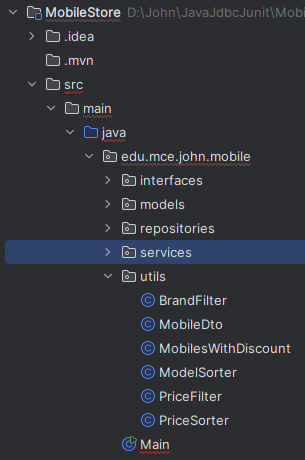 MobileStore D:\John\JavaJdbcJunit\Mobi
.idea
.mvn
src
main
java
edu.mce.john.mobile
interfaces
models
repositories
services
utils
BrandFilter
MobileDto
MobilesWithDiscount
ModelSorter
PriceFilter
PriceSorter
Main